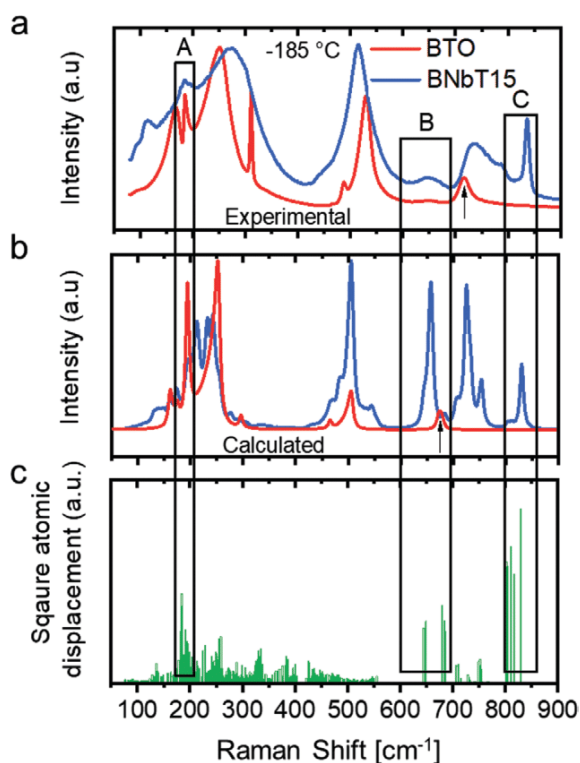 a
A
-185 °C
BTO
BNbT15
B
C
Intensity (a.u)
Experimental
b
Intensity (a.u)
Calculated
c
Sqaure atomic
displacement (a.u.)
100 200 300 400 500 600 700 800 900
Raman Shift [cm-1]